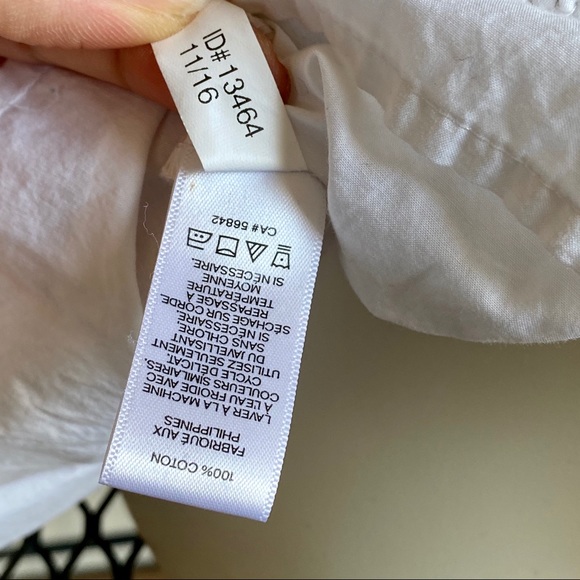 ID# 13464
11/16
100% COTON
FABRIQUÉ AUX
PHILIPPINES
LAVER À LA MACHINE
À L'EAU FROIDE AVEC
COULEURS SIMILAIRES.
CYCLE DÉLICAT.
UTILISEZ SEULEMENT
DU JAVELLISANT
SANS CHLORE
SI NÉCESSAIRE.
SÉCHAGE SUR CORDE.
REPASSAGE À
TEMPÉRATURE
MOYENNE
SI NÉCESSAIRE.
CA# 56842